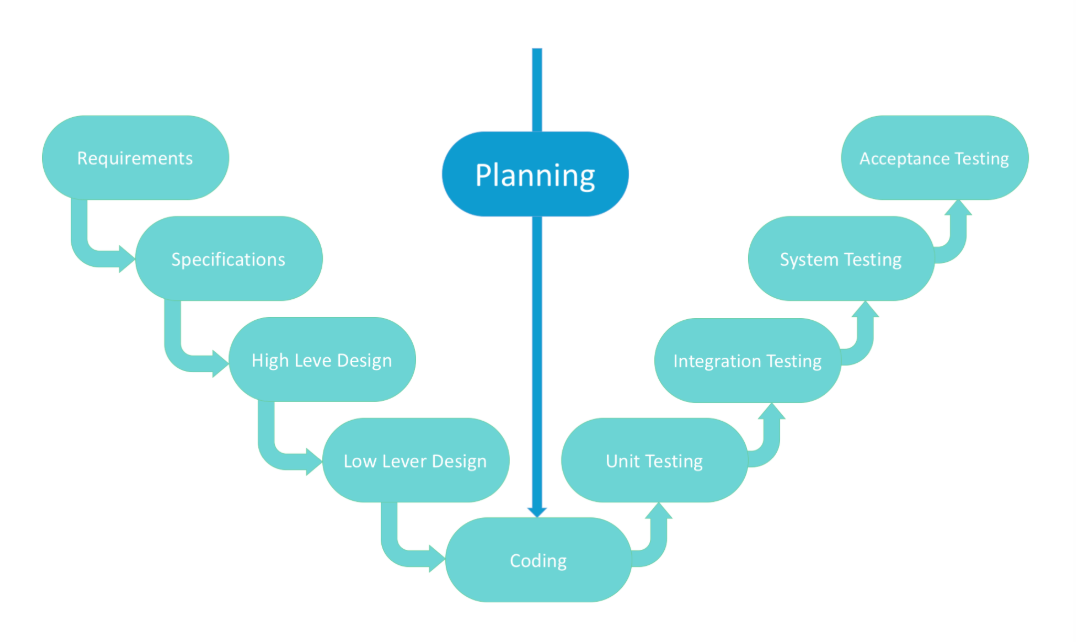 Planning
Requirements
Acceptance Testing
Specifications
System Testing
High Leve Design
Integration Testing
Low Lever Design
Unit Testing
Coding